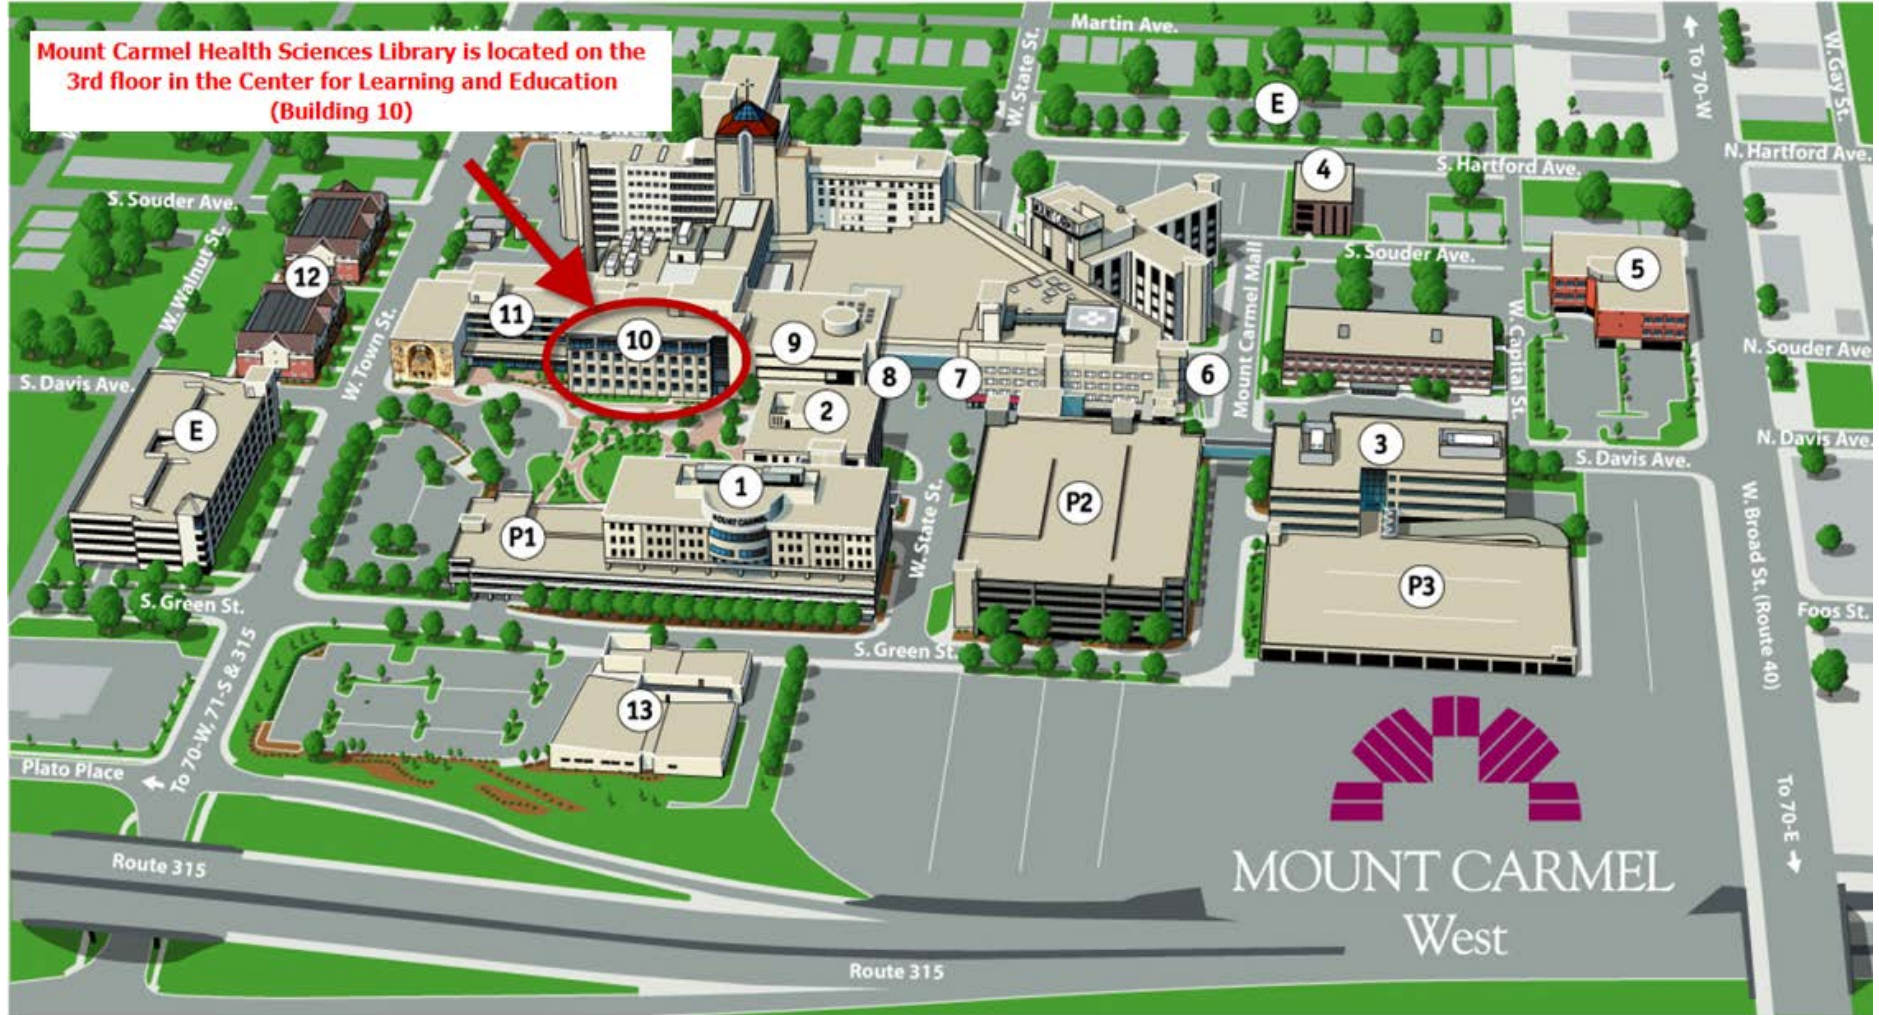 Mount Carmel Health Sciences Library is located on the
3rd floor in the Center for Learning and Education
(Building 10)
Martin Ave.
W. State St.
E
To 70-W
W. Gay St.
4
S. Hartford Ave.
N. Hartford Ave.
S. Souder Ave.
W. Walnut St.
12
W. Town St.
11
10
9
8
7
6
Mount Carmel Mall
S. Souder Ave.
5
W. Capital St.
N. Souder Ave
S. Davis Ave.
E
2
1
MOUNT CARMEL
P1
W. State St.
P2
3
S. Davis Ave.
N. Davis Ave.
W. Broad St. (Route 40)
P3
Foos St.
S. Green St.
S. Green St.
To 70-W, 71-S & 315
13
Plato Place
To 70-E
MOUNT CARMEL
West
Route 315
Route 315